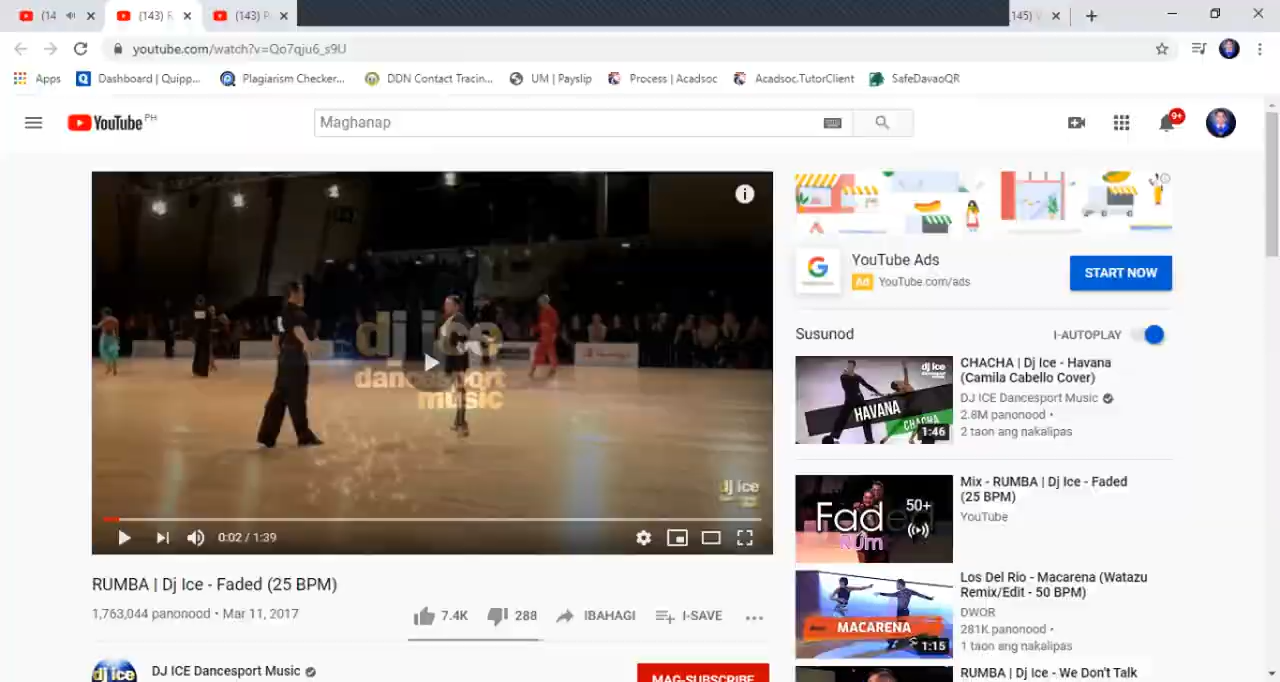 (14
(143) R
(143) P
145) V
youtube.com/watch?v=Qo7qju6_s9U
Apps
Dashboard | Quipp...
Plagiarism Checker...
DDN Contact Tracin...
UM | Payslip
Process | Acadsoc
Acadsoc.TutorClient
SafeDavaoQR
YouTube PH
Maghanap
9+
dj ice
dancesport
music
dj ice
0:02 / 1:39
RUMBA | Dj Ice - Faded (25 BPM)
1,763,044 panonood • Mar 11, 2017
7.4K
288
IBAHAGI
I-SAVE
dj ice
DJ ICE Dancesport Music
MAG-SUBSCRIBE
YouTube Ads
Ad YouTube.com/ads
START NOW
Susunod
I-AUTOPLAY
dj ice
HAVANA
CHACHA
1:46
CHACHA | Dj Ice - Havana
(Camila Cabello Cover)
DJ ICE Dancesport Music
2.8M panonood •
2 taon ang nakalipas
Faded
50+
Rum
Mix - RUMBA | Dj Ice - Faded
(25 BPM)
YouTube
MACARENA
1:15
Los Del Rio - Macarena (Watazu
Remix/Edit - 50 BPM)
DWOR
281K panonood •
1 taon ang nakalipas
RUMBA | Dj Ice - We Don't Talk